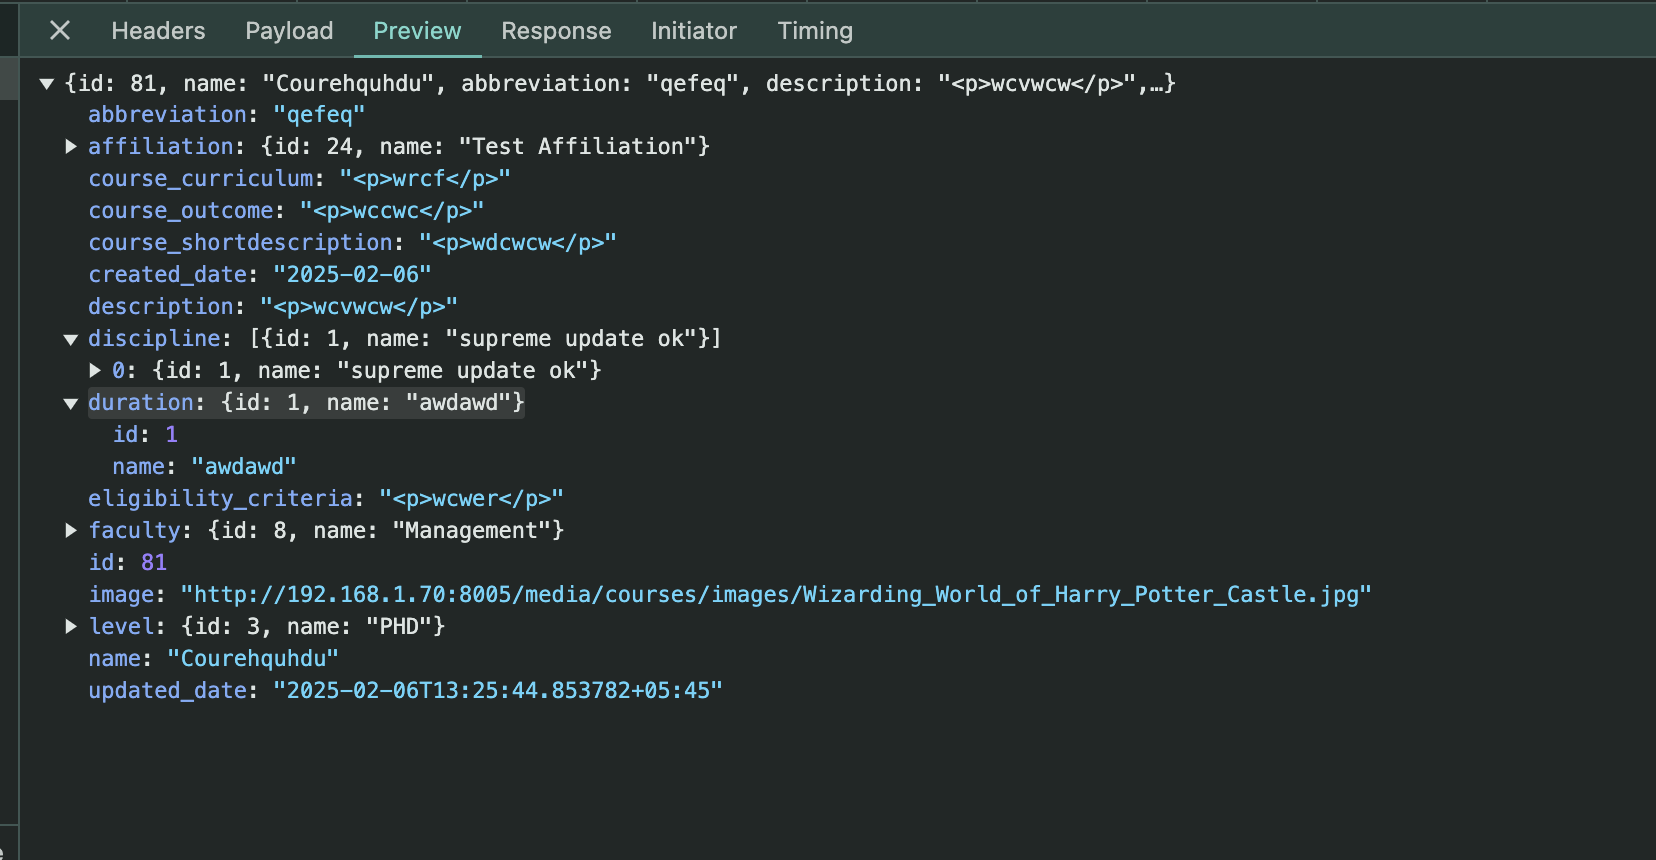 Headers Payload Preview Response Initiator Timing
{id: 81, name: "Courehquhdu", abbreviation: "qefeq", description: "<p>wcvwcw</p>",…}
abbreviation: "qefeq"
affiliation: {id: 24, name: "Test Affiliation"}
course_curriculum: "<p>wrcf</p>"
course_outcome: "<p>wccwc</p>"
course_shortdescription: "<p>wdcwcw</p>"
created_date: "2025-02-06"
description: "<p>wcvwcw</p>"
discipline: [{id: 1, name: "supreme update ok"}]
0: {id: 1, name: "supreme update ok"}
duration: {id: 1, name: "awdawd"}
id: 1
name: "awdawd"
eligibility_criteria: "<p>wcwer</p>"
faculty: {id: 8, name: "Management"}
id: 81
image: "http://192.168.1.70:8005/media/courses/images/Wizarding_World_of_Harry_Potter_Castle.jpg"
level: {id: 3, name: "PHD"}
name: "Courehquhdu"
updated_date: "2025-02-06T13:25:44.853782+05:45"